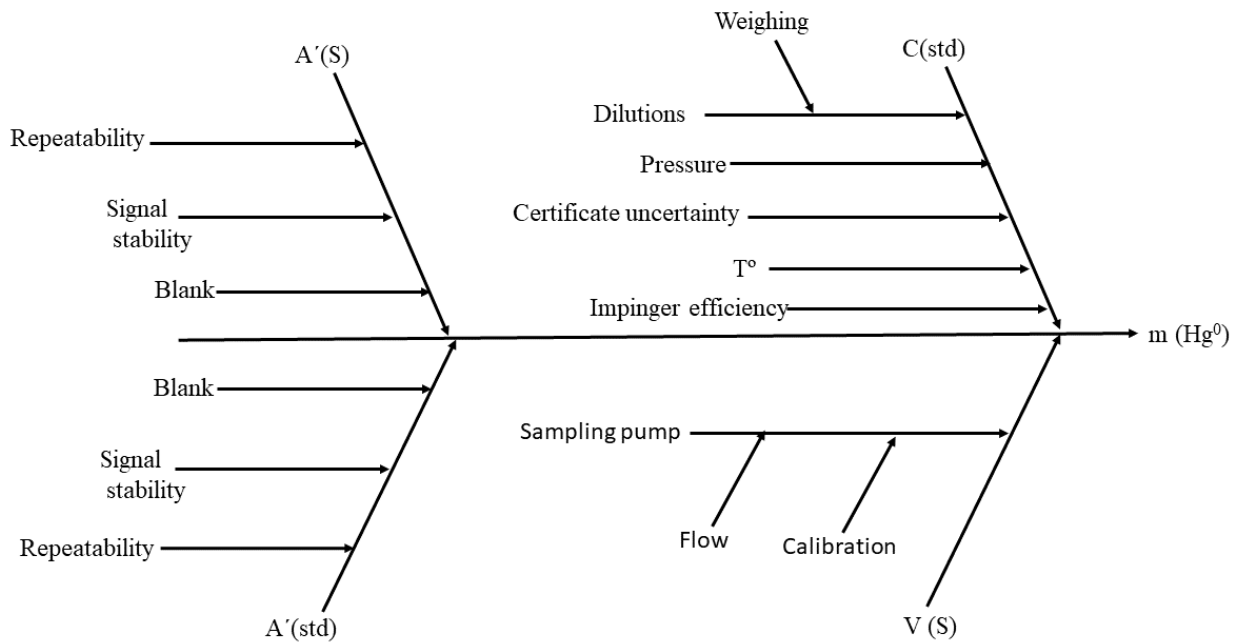 Weighing
A´(S)
C(std)
Dilutions
Repeatability
Pressure
Signal
stability
Certificate uncertainty
Tº
Blank
Impinger efficiency
m (Hg⁰)
Blank
Sampling pump
Signal
stability
Flow
Calibration
Repeatability
A´(std)
V (S)